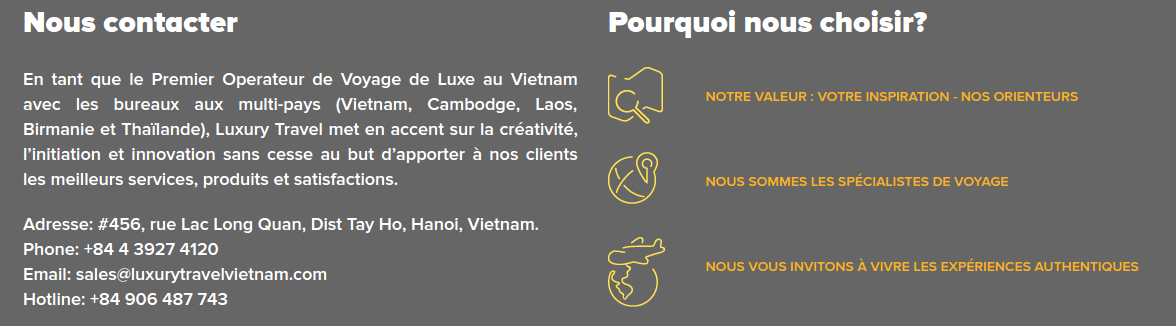 Nous contacter
En tant que le Premier Operateur de Voyage de Luxe au Vietnam
avec les bureaux aux multi-pays (Vietnam, Cambodge, Laos,
Birmanie et Thaïlande), Luxury Travel met en accent sur la créativité,
l'initiation et innovation sans cesse au but d'apporter à nos clients
les meilleurs services, produits et satisfactions.
Adresse: #456, rue Lac Long Quan, Dist Tay Ho, Hanoi, Vietnam.
Phone: +84 4 3927 4120
Email: sales@luxurytravelvietnam.com
Hotline: +84 906 487 743
Pourquoi nous choisir?
NOTRE VALEUR : VOTRE INSPIRATION - NOS ORIENTEURS
NOUS SOMMES LES SPÉCIALISTES DE VOYAGE
NOUS VOUS INVITONS À VIVRE LES EXPÉRIENCES AUTHENTIQUES